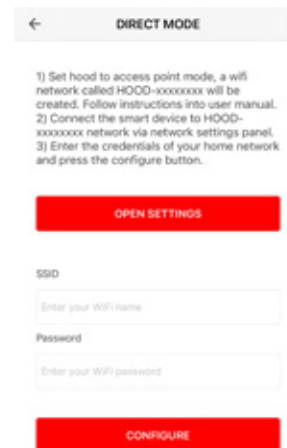 DIRECT MODE
1) Set hood to access point mode, a wifi
network called HOOD-xxxxxxxx will be
created. Follow instructions into user manual.
2) Connect the smart device to HOOD-
xxxxxxxx network via network settings panel.
3) Enter the credentials of your home network
and press the configure button.
OPEN SETTINGS
SSID
Enter your WiFi name
Password
Enter your WiFi password
CONFIGURE